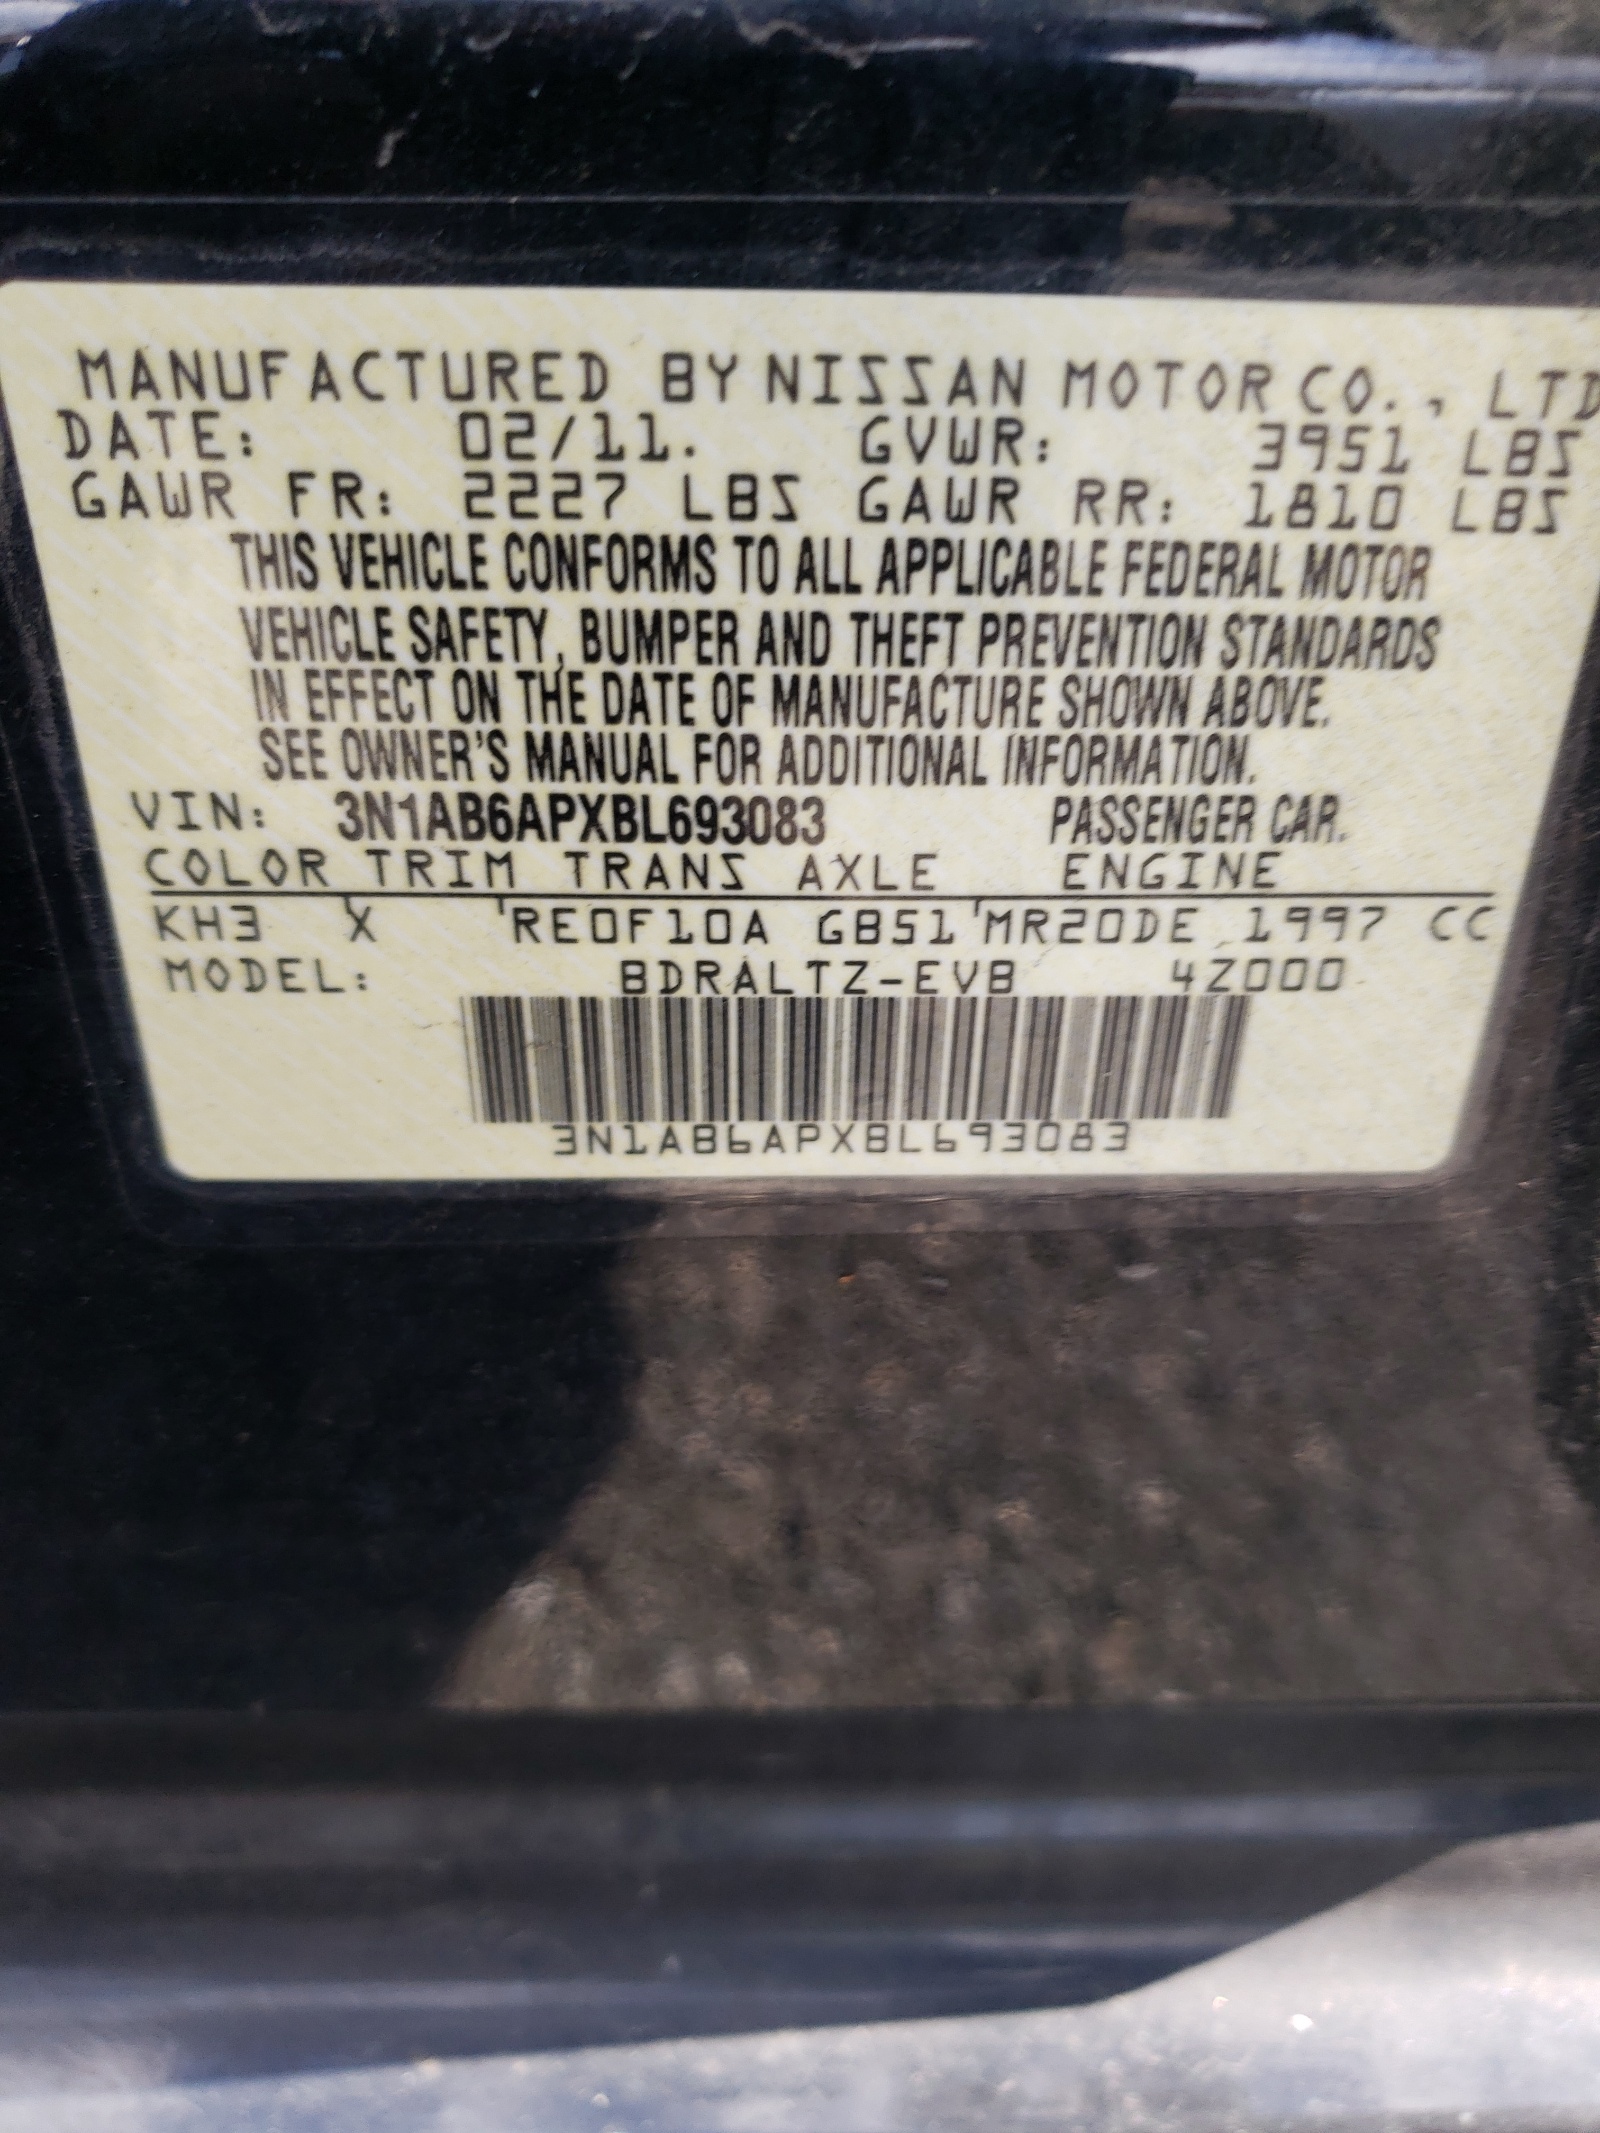 MANUFACTURED BY NISSAN MOTOR CO., LTD
DATE: 02/11. GVWR: 3951 LBS
GAWR FR: 2227 LBS GAWR RR: 1810 LBS
THIS VEHICLE CONFORMS TO ALL APPLICABLE FEDERAL MOTOR
VEHICLE SAFETY, BUMPER AND THEFT PREVENTION STANDARDS
IN EFFECT ON THE DATE OF MANUFACTURE SHOWN ABOVE.
SEE OWNER'S MANUAL FOR ADDITIONAL INFORMATION.
VIN: 3N1AB6APXBL693083 PASSENGER CAR.
COLOR TRIM TRANS AXLE ENGINE
KH3 X RE0F10A GB51 MR20DE 1997 CC
MODEL: BDRALTZ-EVB 4Z000
3N1AB6APXBL693083